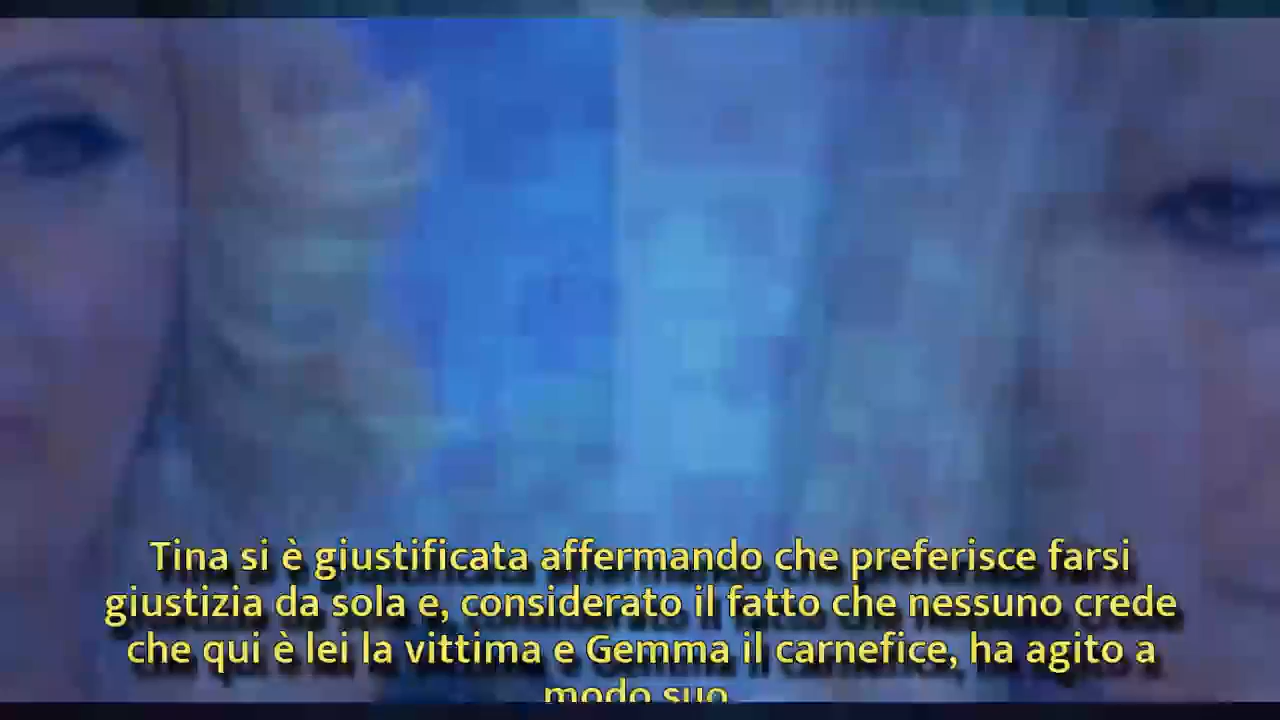 Tina si è giustificata affermando che preferisce farsi
giustizia da sola e, considerato il fatto che nessuno crede
che qui è lei la vittima e Gemma il carnefice, ha agito a
modo suo